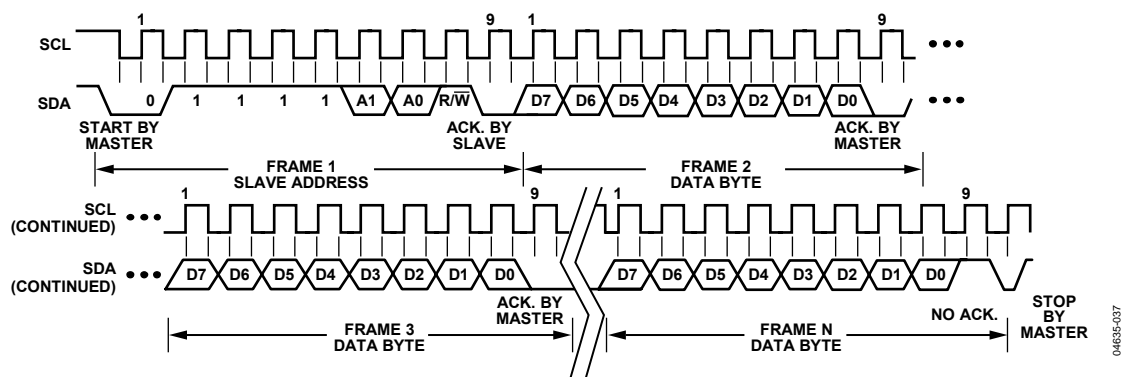 1 9 1 9
SCL
SDA 0 1 1 1 1 A1 A0 R/W D7 D6 D5 D4 D3 D2 D1 D0
START BY
MASTER
ACK. BY
SLAVE
ACK. BY
MASTER
FRAME 1
SLAVE ADDRESS
FRAME 2
DATA BYTE
1 9 1 9
SCL
(CONTINUED)
SDA
(CONTINUED)
D7 D6 D5 D4 D3 D2 D1 D0 D7 D6 D5 D4 D3 D2 D1 D0
ACK. BY
MASTER
NO ACK.
STOP
BY
MASTER
FRAME 3
DATA BYTE
FRAME N
DATA BYTE
04635-037